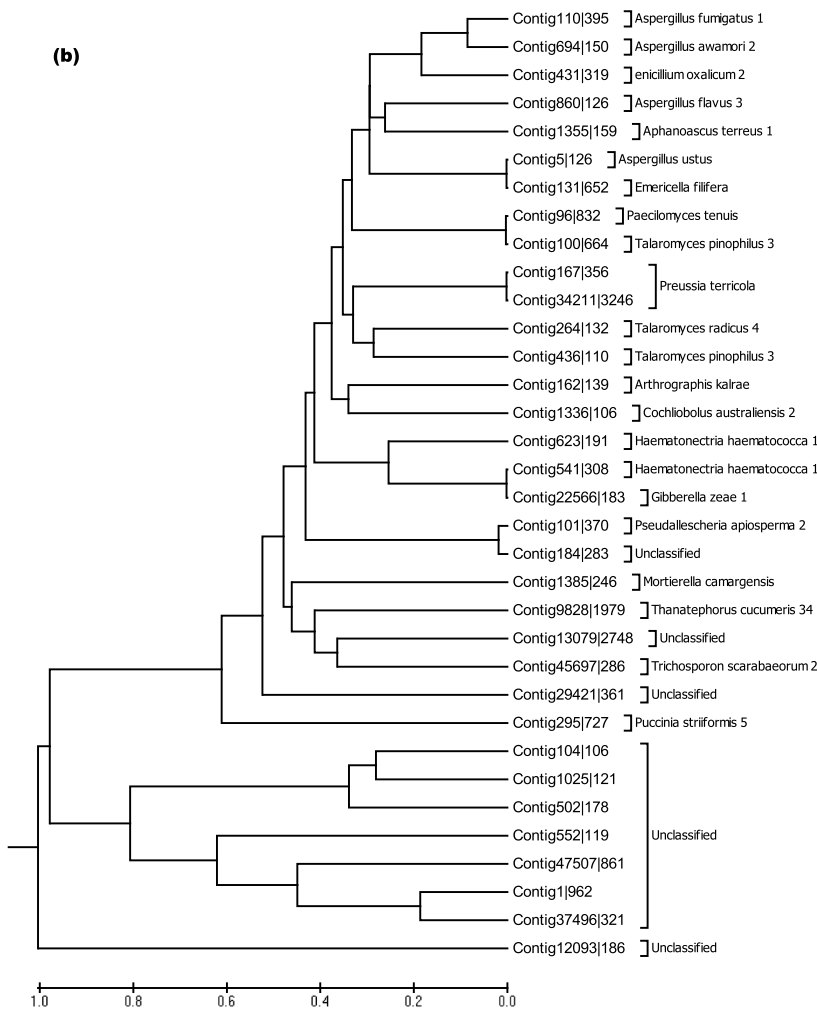 (b)
Contig110|395 Aspergillus fumigatus 1
Contig694|150 Aspergillus awamori 2
Contig431|319 enicillium oxalicum 2
Contig860|126 Aspergillus flavus 3
Contig1355|159 Aphanoascus terreus 1
Contig5|126 Aspergillus ustus
Contig131|652 Emericella filifera
Contig96|832 Paecilomyces tenuis
Contig100|664 Talaromyces pinophilus 3
Contig167|356
Preussia terricola
Contig34211|3246
Contig264|132 Talaromyces radicus 4
Contig436|110 Talaromyces pinophilus 3
Contig162|139 Arthrographis kalrae
Contig1336|106 Cochliobolus australiensis 2
Contig623|191 Haematonectria haematococca 1
Contig541|308 Haematonectria haematococca 1
Contig22566|183 Gibberella zeae 1
Contig101|370 Pseudallescheria apiosperma 2
Contig184|283 Unclassified
Contig1385|246 Mortierella camargensis
Contig9828|1979 Thanatephorus cucumeris 34
Contig13079|2748 Unclassified
Contig45697|286 Trichosporon scarabaeorum 2
Contig29421|361 Unclassified
Contig295|727 Puccinia striiformis 5
Contig104|106
Contig1025|121
Contig502|178
Contig552|119 Unclassified
Contig47507|861
Contig1|962
Contig37496|321
Contig12093|186 Unclassified
1.0 0.8 0.6 0.4 0.2 0.0